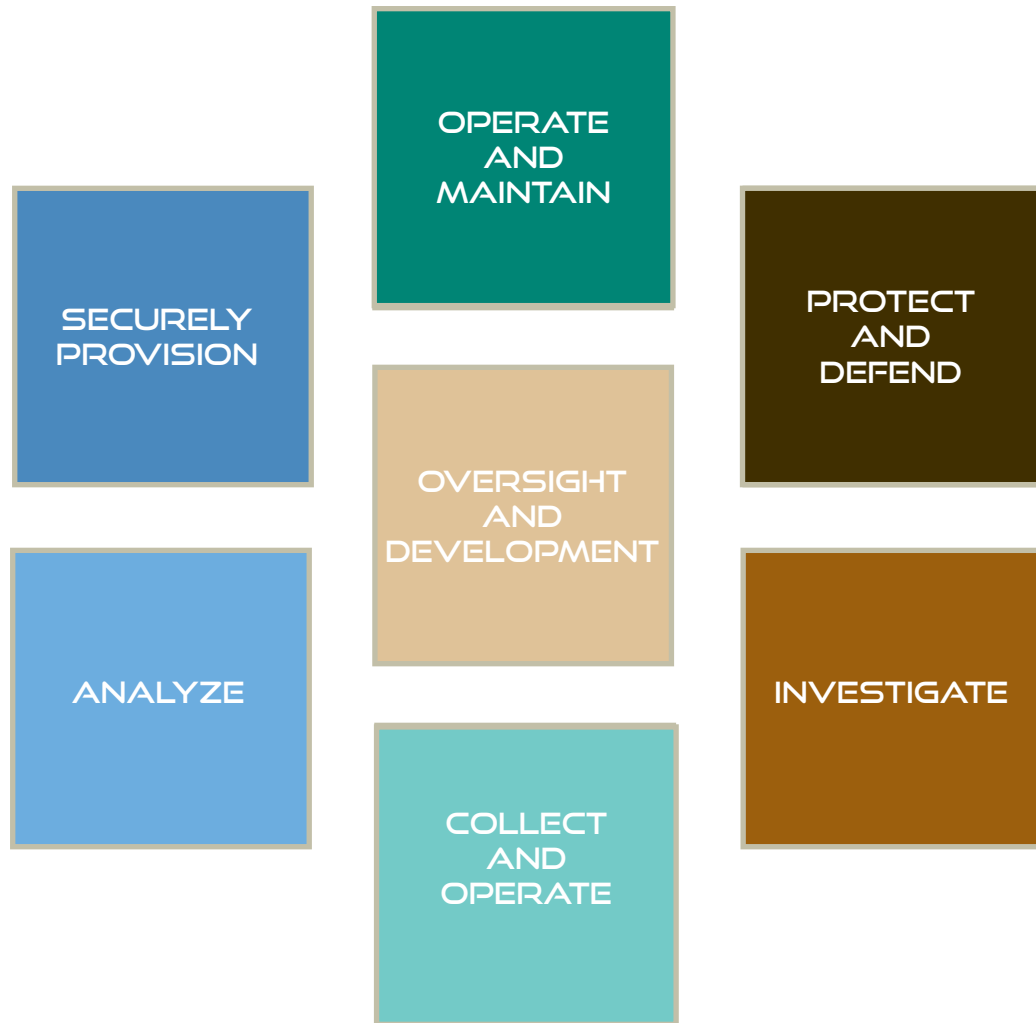 OPERATE
AND
MAINTAIN
SECURELY
PROVISION
PROTECT
AND
DEFEND
OVERSIGHT
AND
DEVELOPMENT
ANALYZE
INVESTIGATE
COLLECT
AND
OPERATE